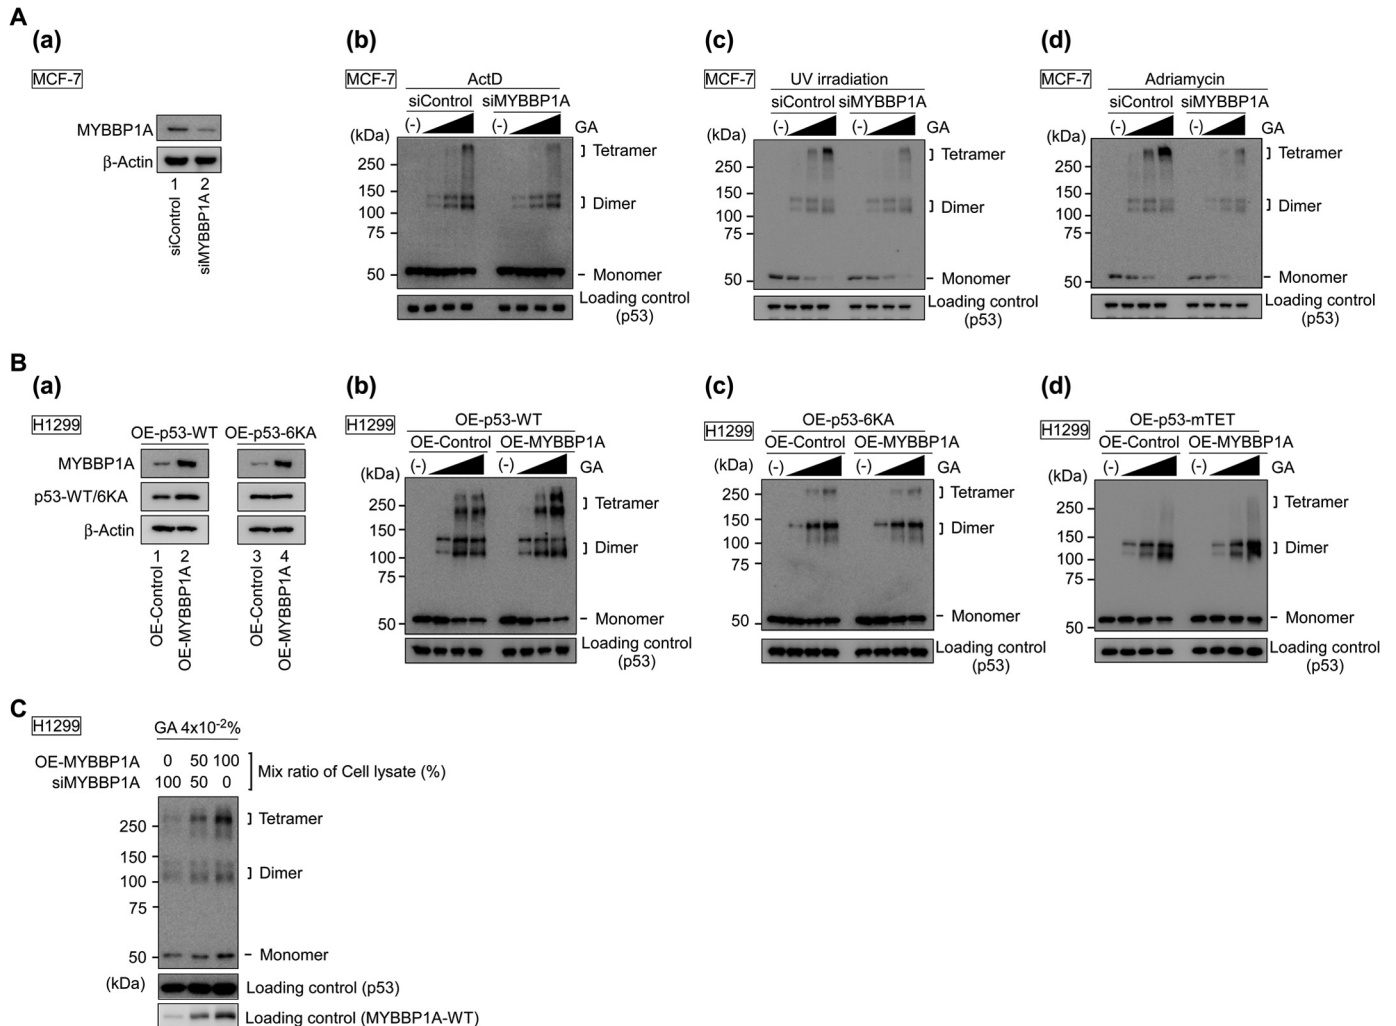 A
(a)
MCF-7
MYBBP1A
β-Actin
1 2
siControl
siMYBBP1A
(b)
MCF-7
ActD
siControl siMYBBP1A
(-) (-) GA
(kDa)
250
150
100
75
50
Tetramer
Dimer
Monomer
Loading control
(p53)
(c)
MCF-7
UV irradiation
siControl siMYBBP1A
(-) (-) GA
(kDa)
250
150
100
75
50
Tetramer
Dimer
Monomer
Loading control
(p53)
(d)
MCF-7
Adriamycin
siControl siMYBBP1A
(-) (-) GA
(kDa)
250
150
100
75
50
Tetramer
Dimer
Monomer
Loading control
(p53)
B
(a)
H1299
OE-p53-WT OE-p53-6KA
MYBBP1A
p53-WT/6KA
β-Actin
1 2 3 4
OE-Control
OE-MYBBP1A
OE-Control
OE-MYBBP1A
(b)
H1299
OE-p53-WT
OE-Control OE-MYBBP1A
(-) (-) GA
(kDa)
250
150
100
75
50
Tetramer
Dimer
Monomer
Loading control
(p53)
(c)
H1299
OE-p53-6KA
OE-Control OE-MYBBP1A
(-) (-) GA
(kDa)
250
150
100
75
50
Tetramer
Dimer
Monomer
Loading control
(p53)
(d)
H1299
OE-p53-mTET
OE-Control OE-MYBBP1A
(-) (-) GA
(kDa)
250
150
100
75
50
Tetramer
Dimer
Monomer
Loading control
(p53)
C
H1299
GA 4x10⁻²%
OE-MYBBP1A 0 50 100
siMYBBP1A 100 50 0
Mix ratio of Cell lysate (%)
250
150
100
75
50
(kDa)
Tetramer
Dimer
Monomer
Loading control (p53)
Loading control (MYBBP1A-WT)